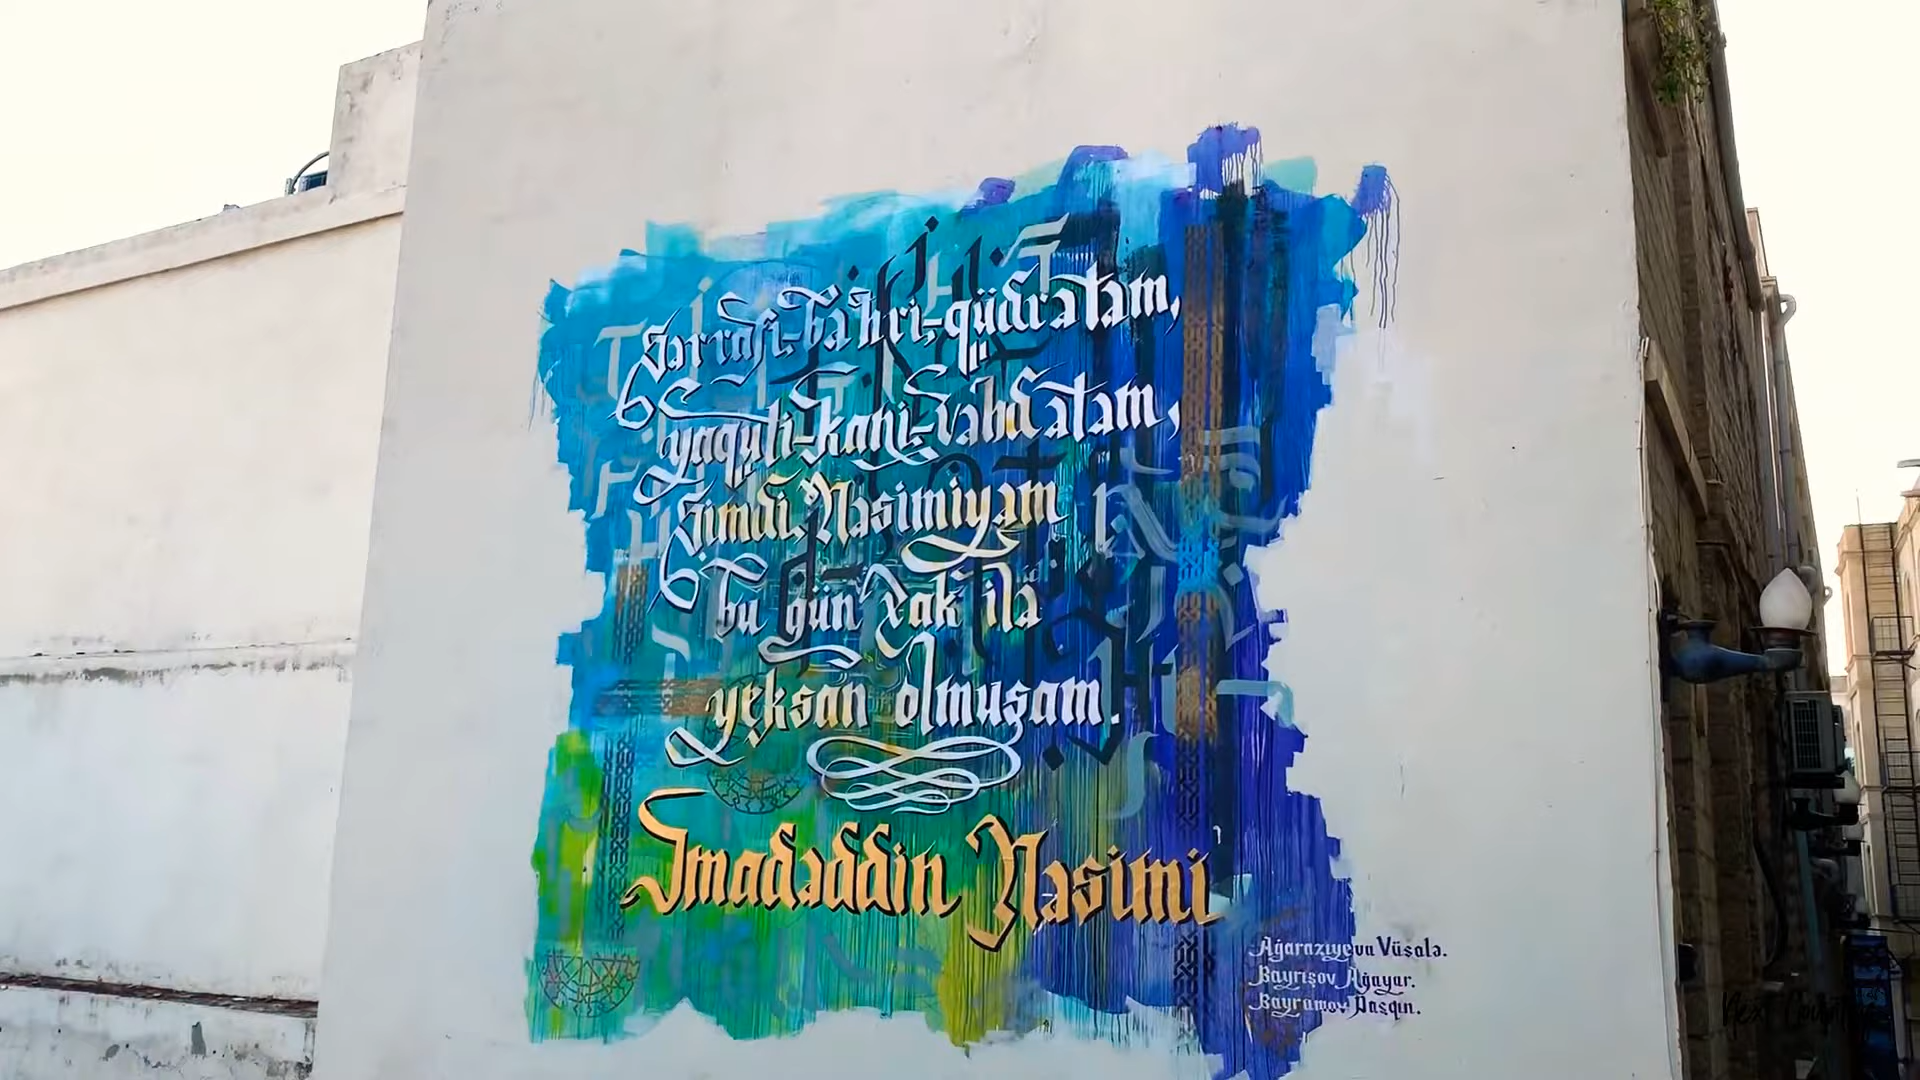 Sərrafi-bəhri-qüdrətəm,
yaquti-kani-vəhdətəm,
Şimdi Nəsimiyəm
bu gün xak ilə
yeksan olmuşam.
İmadəddin Nəsimi
Ağarazıyeva Vüsalə.
Bayrışov Ağayar.
Bayramov Daşqın.
Next